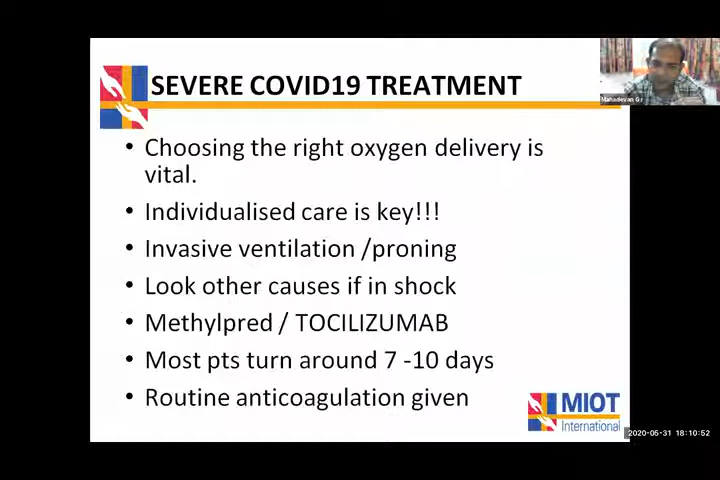 SEVERE COVID19 TREATMENT
• Choosing the right oxygen delivery is
vital.
• Individualised care is key!!!
• Invasive ventilation /proning
• Look other causes if in shock
• Methylpred / TOCILIZUMAB
• Most pts turn around 7 -10 days
• Routine anticoagulation given
MIOT
International
Mahadevan G
2020-05-31 18:10:52